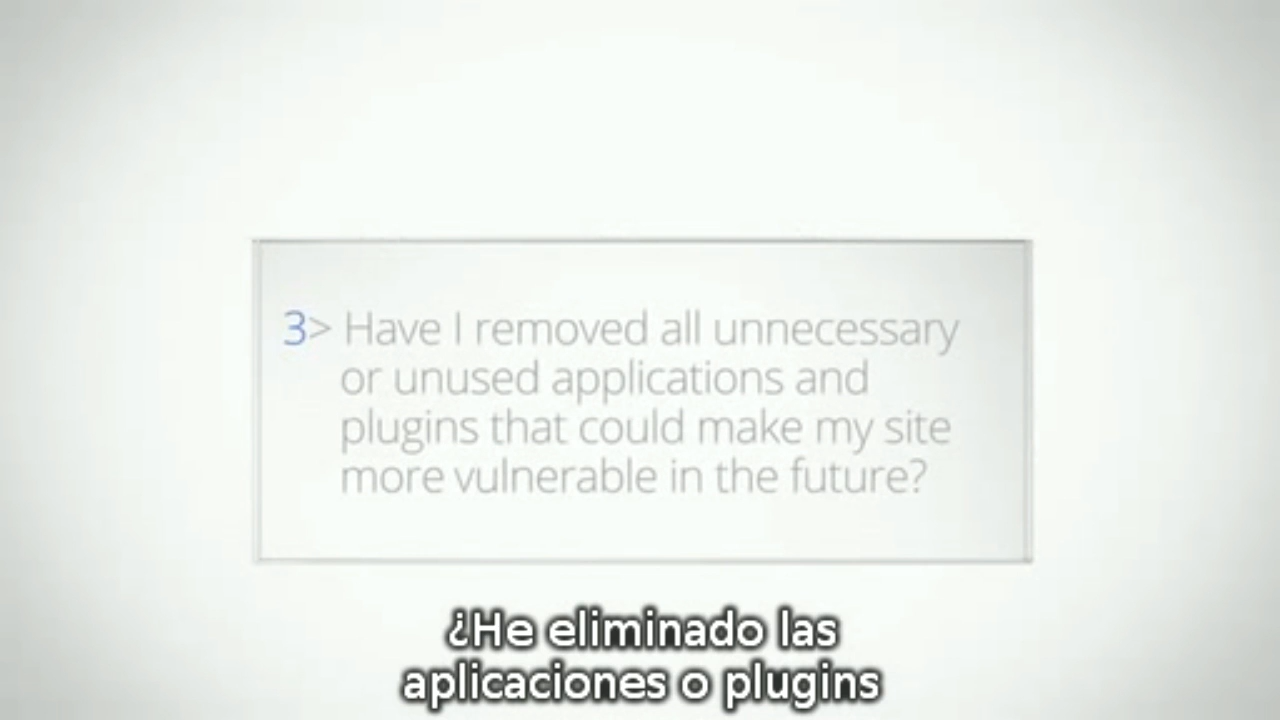 3> Have I removed all unnecessary
or unused applications and
plugins that could make my site
more vulnerable in the future?
¿He eliminado las
aplicaciones o plugins